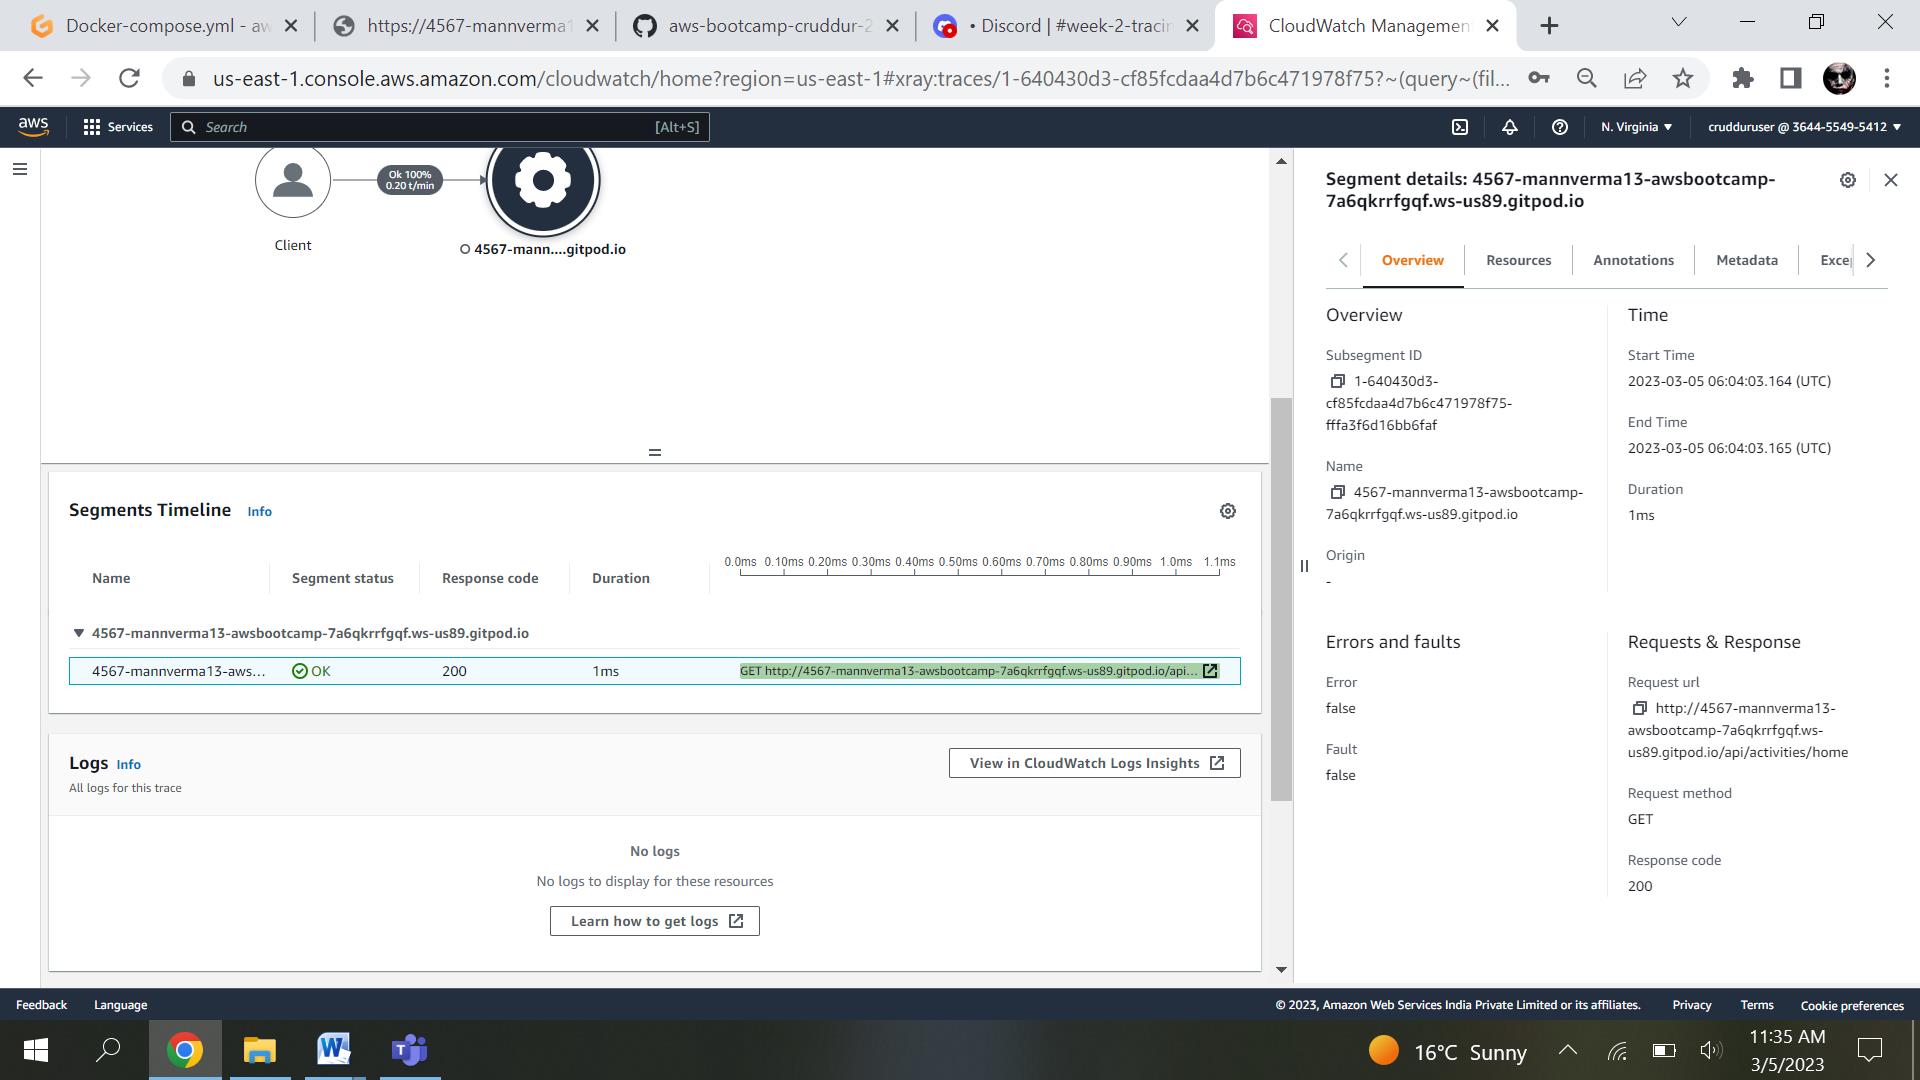 Docker-compose.yml - aw
https://4567-mannverma1
aws-bootcamp-cruddur-2
• Discord | #week-2-tracin
CloudWatch Managemen
us-east-1.console.aws.amazon.com/cloudwatch/home?region=us-east-1#xray:traces/1-640430d3-cf85fcdaa4d7b6c471978f75?~(query~(fil...
aws
Services
Search
[Alt+S]
N. Virginia
crudduruser @ 3644-5549-5412
Ok 100%
0.20 t/min
Client
4567-mann....gitpod.io
Segments Timeline
Info
Name
Segment status
Response code
Duration
0.0ms 0.10ms 0.20ms 0.30ms 0.40ms 0.50ms 0.60ms 0.70ms 0.80ms 0.90ms 1.0ms 1.1ms
4567-mannverma13-awsbootcamp-7a6qkrrfgqf.ws-us89.gitpod.io
4567-mannverma13-aws...
OK
200
1ms
GET http://4567-mannverma13-awsbootcamp-7a6qkrrfgqf.ws-us89.gitpod.io/api...
Logs
Info
All logs for this trace
View in CloudWatch Logs Insights
No logs
No logs to display for these resources
Learn how to get logs
Segment details: 4567-mannverma13-awsbootcamp-
7a6qkrrfgqf.ws-us89.gitpod.io
Overview
Resources
Annotations
Metadata
Exce
Overview
Subsegment ID
1-640430d3-
cf85fcdaa4d7b6c471978f75-
fffa3f6d16bb6faf
Name
4567-mannverma13-awsbootcamp-
7a6qkrrfgqf.ws-us89.gitpod.io
Origin
-
Time
Start Time
2023-03-05 06:04:03.164 (UTC)
End Time
2023-03-05 06:04:03.165 (UTC)
Duration
1ms
Errors and faults
Error
false
Fault
false
Requests & Response
Request url
http://4567-mannverma13-
awsbootcamp-7a6qkrrfgqf.ws-
us89.gitpod.io/api/activities/home
Request method
GET
Response code
200
Feedback
Language
© 2023, Amazon Web Services India Private Limited or its affiliates.
Privacy
Terms
Cookie preferences
16°C Sunny
11:35 AM
3/5/2023